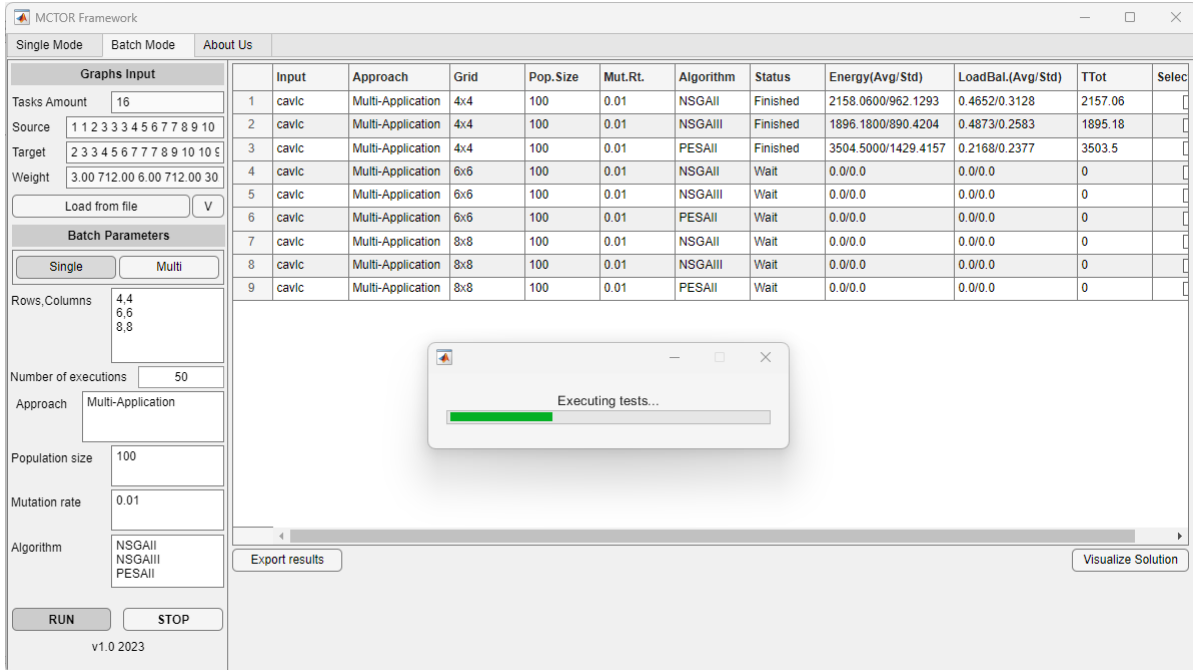 MCTOR Framework
Single Mode Batch Mode About Us
Graphs Input
Tasks Amount 16
Source 1 1 2 3 3 3 4 5 6 7 7 8 9 10
Target 2 3 3 4 5 6 7 7 7 8 9 10 10 9
Weight 3.00 712.00 6.00 712.00 30
Load from file V
Batch Parameters
Single Multi
Rows,Columns 4,4
6,6
8,8
Number of executions 50
Approach Multi-Application
Population size 100
Mutation rate 0.01
Algorithm NSGAII
NSGAIII
PESAII
RUN STOP
v1.0 2023
Input Approach Grid Pop.Size Mut.Rt. Algorithm Status Energy(Avg/Std) LoadBal.(Avg/Std) TTot Selec
1 cavlc Multi-Application 4x4 100 0.01 NSGAII Finished 2158.0600/962.1293 0.4652/0.3128 2157.06
2 cavlc Multi-Application 4x4 100 0.01 NSGAIII Finished 1896.1800/890.4204 0.4873/0.2583 1895.18
3 cavlc Multi-Application 4x4 100 0.01 PESAII Finished 3504.5000/1429.4157 0.2168/0.2377 3503.5
4 cavlc Multi-Application 6x6 100 0.01 NSGAII Wait 0.0/0.0 0.0/0.0 0
5 cavlc Multi-Application 6x6 100 0.01 NSGAIII Wait 0.0/0.0 0.0/0.0 0
6 cavlc Multi-Application 6x6 100 0.01 PESAII Wait 0.0/0.0 0.0/0.0 0
7 cavlc Multi-Application 8x8 100 0.01 NSGAII Wait 0.0/0.0 0.0/0.0 0
8 cavlc Multi-Application 8x8 100 0.01 NSGAIII Wait 0.0/0.0 0.0/0.0 0
9 cavlc Multi-Application 8x8 100 0.01 PESAII Wait 0.0/0.0 0.0/0.0 0
Executing tests...
Export results Visualize Solution